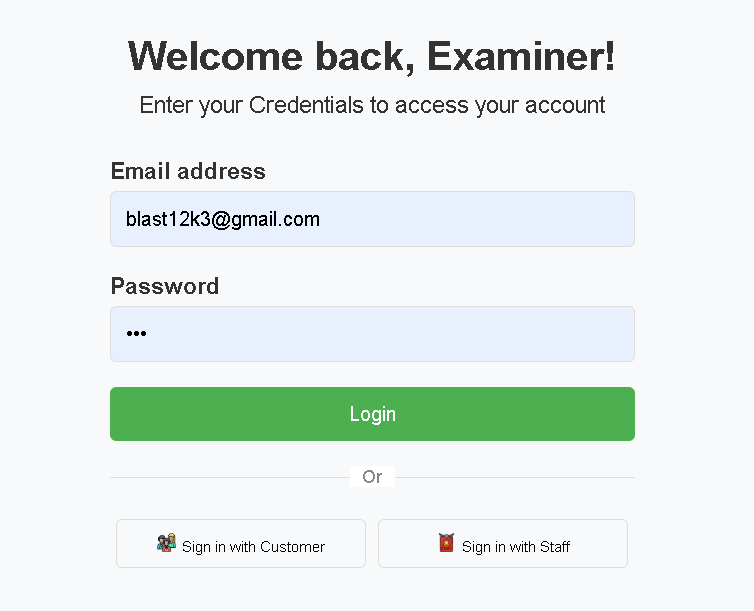 Welcome back, Examiner!
Enter your Credentials to access your account
Email address
blast12k3@gmail.com
Password
•••
Login
Or
Sign in with Customer
Sign in with Staff